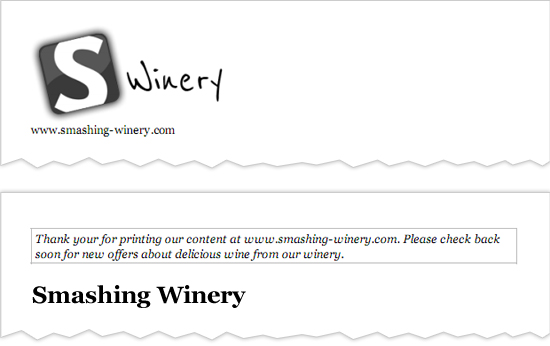 S Winery
www.smashing-winery.com
Thank your for printing our content at www.smashing-winery.com. Please check back
soon for new offers about delicious wine from our winery.
Smashing Winery